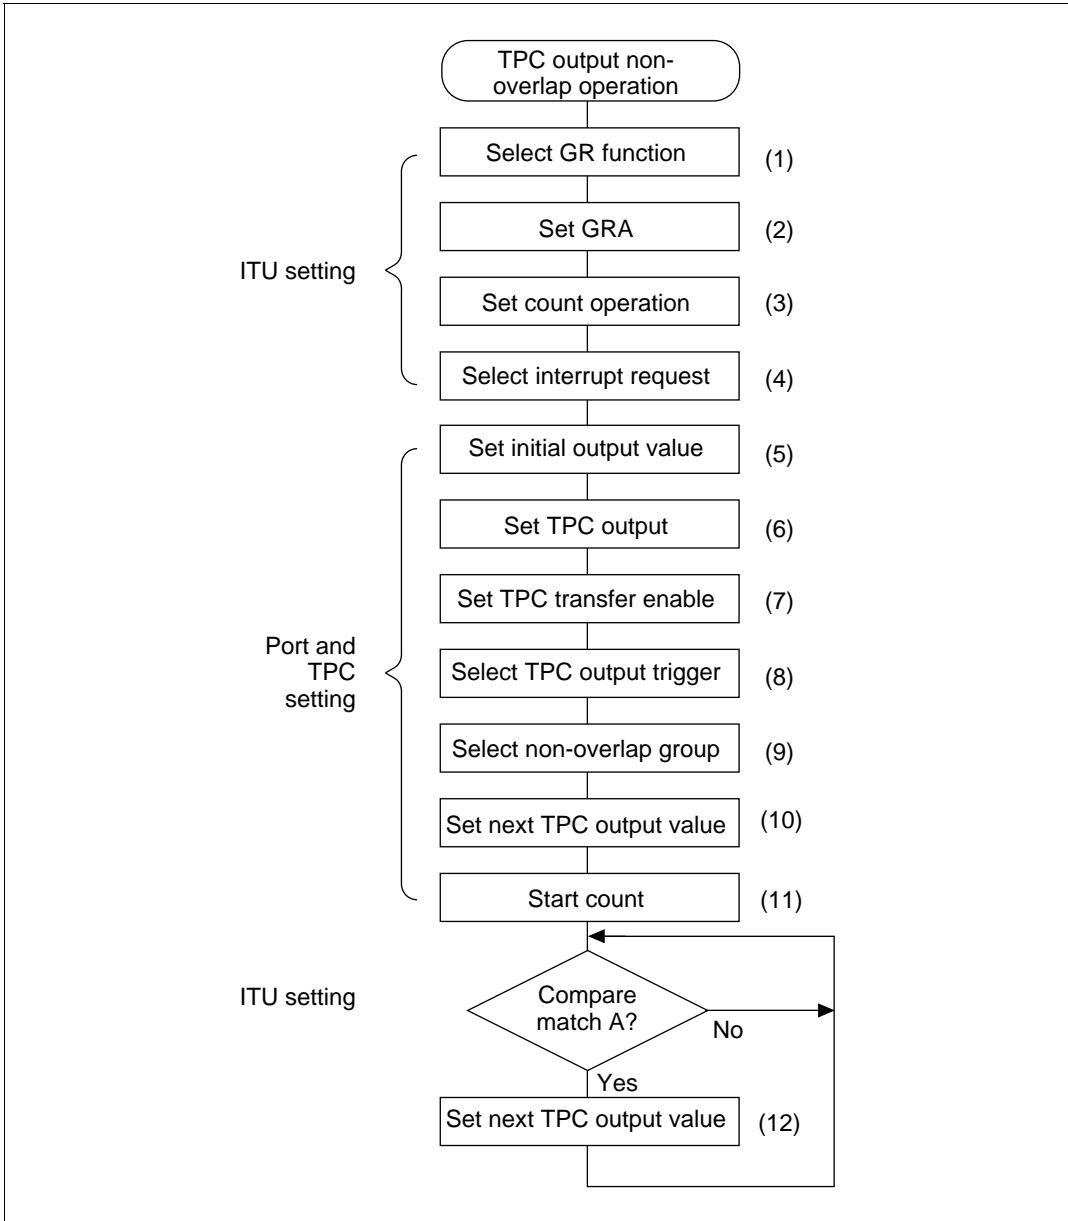 TPC output non-
overlap operation
Select GR function
(1)
Set GRA
(2)
ITU setting
Set count operation
(3)
Select interrupt request
(4)
Set initial output value
(5)
Set TPC output
(6)
Set TPC transfer enable
(7)
Port and
TPC
setting
Select TPC output trigger
(8)
Select non-overlap group
(9)
Set next TPC output value
(10)
Start count
(11)
ITU setting
Compare
match A?
No
Yes
Set next TPC output value
(12)